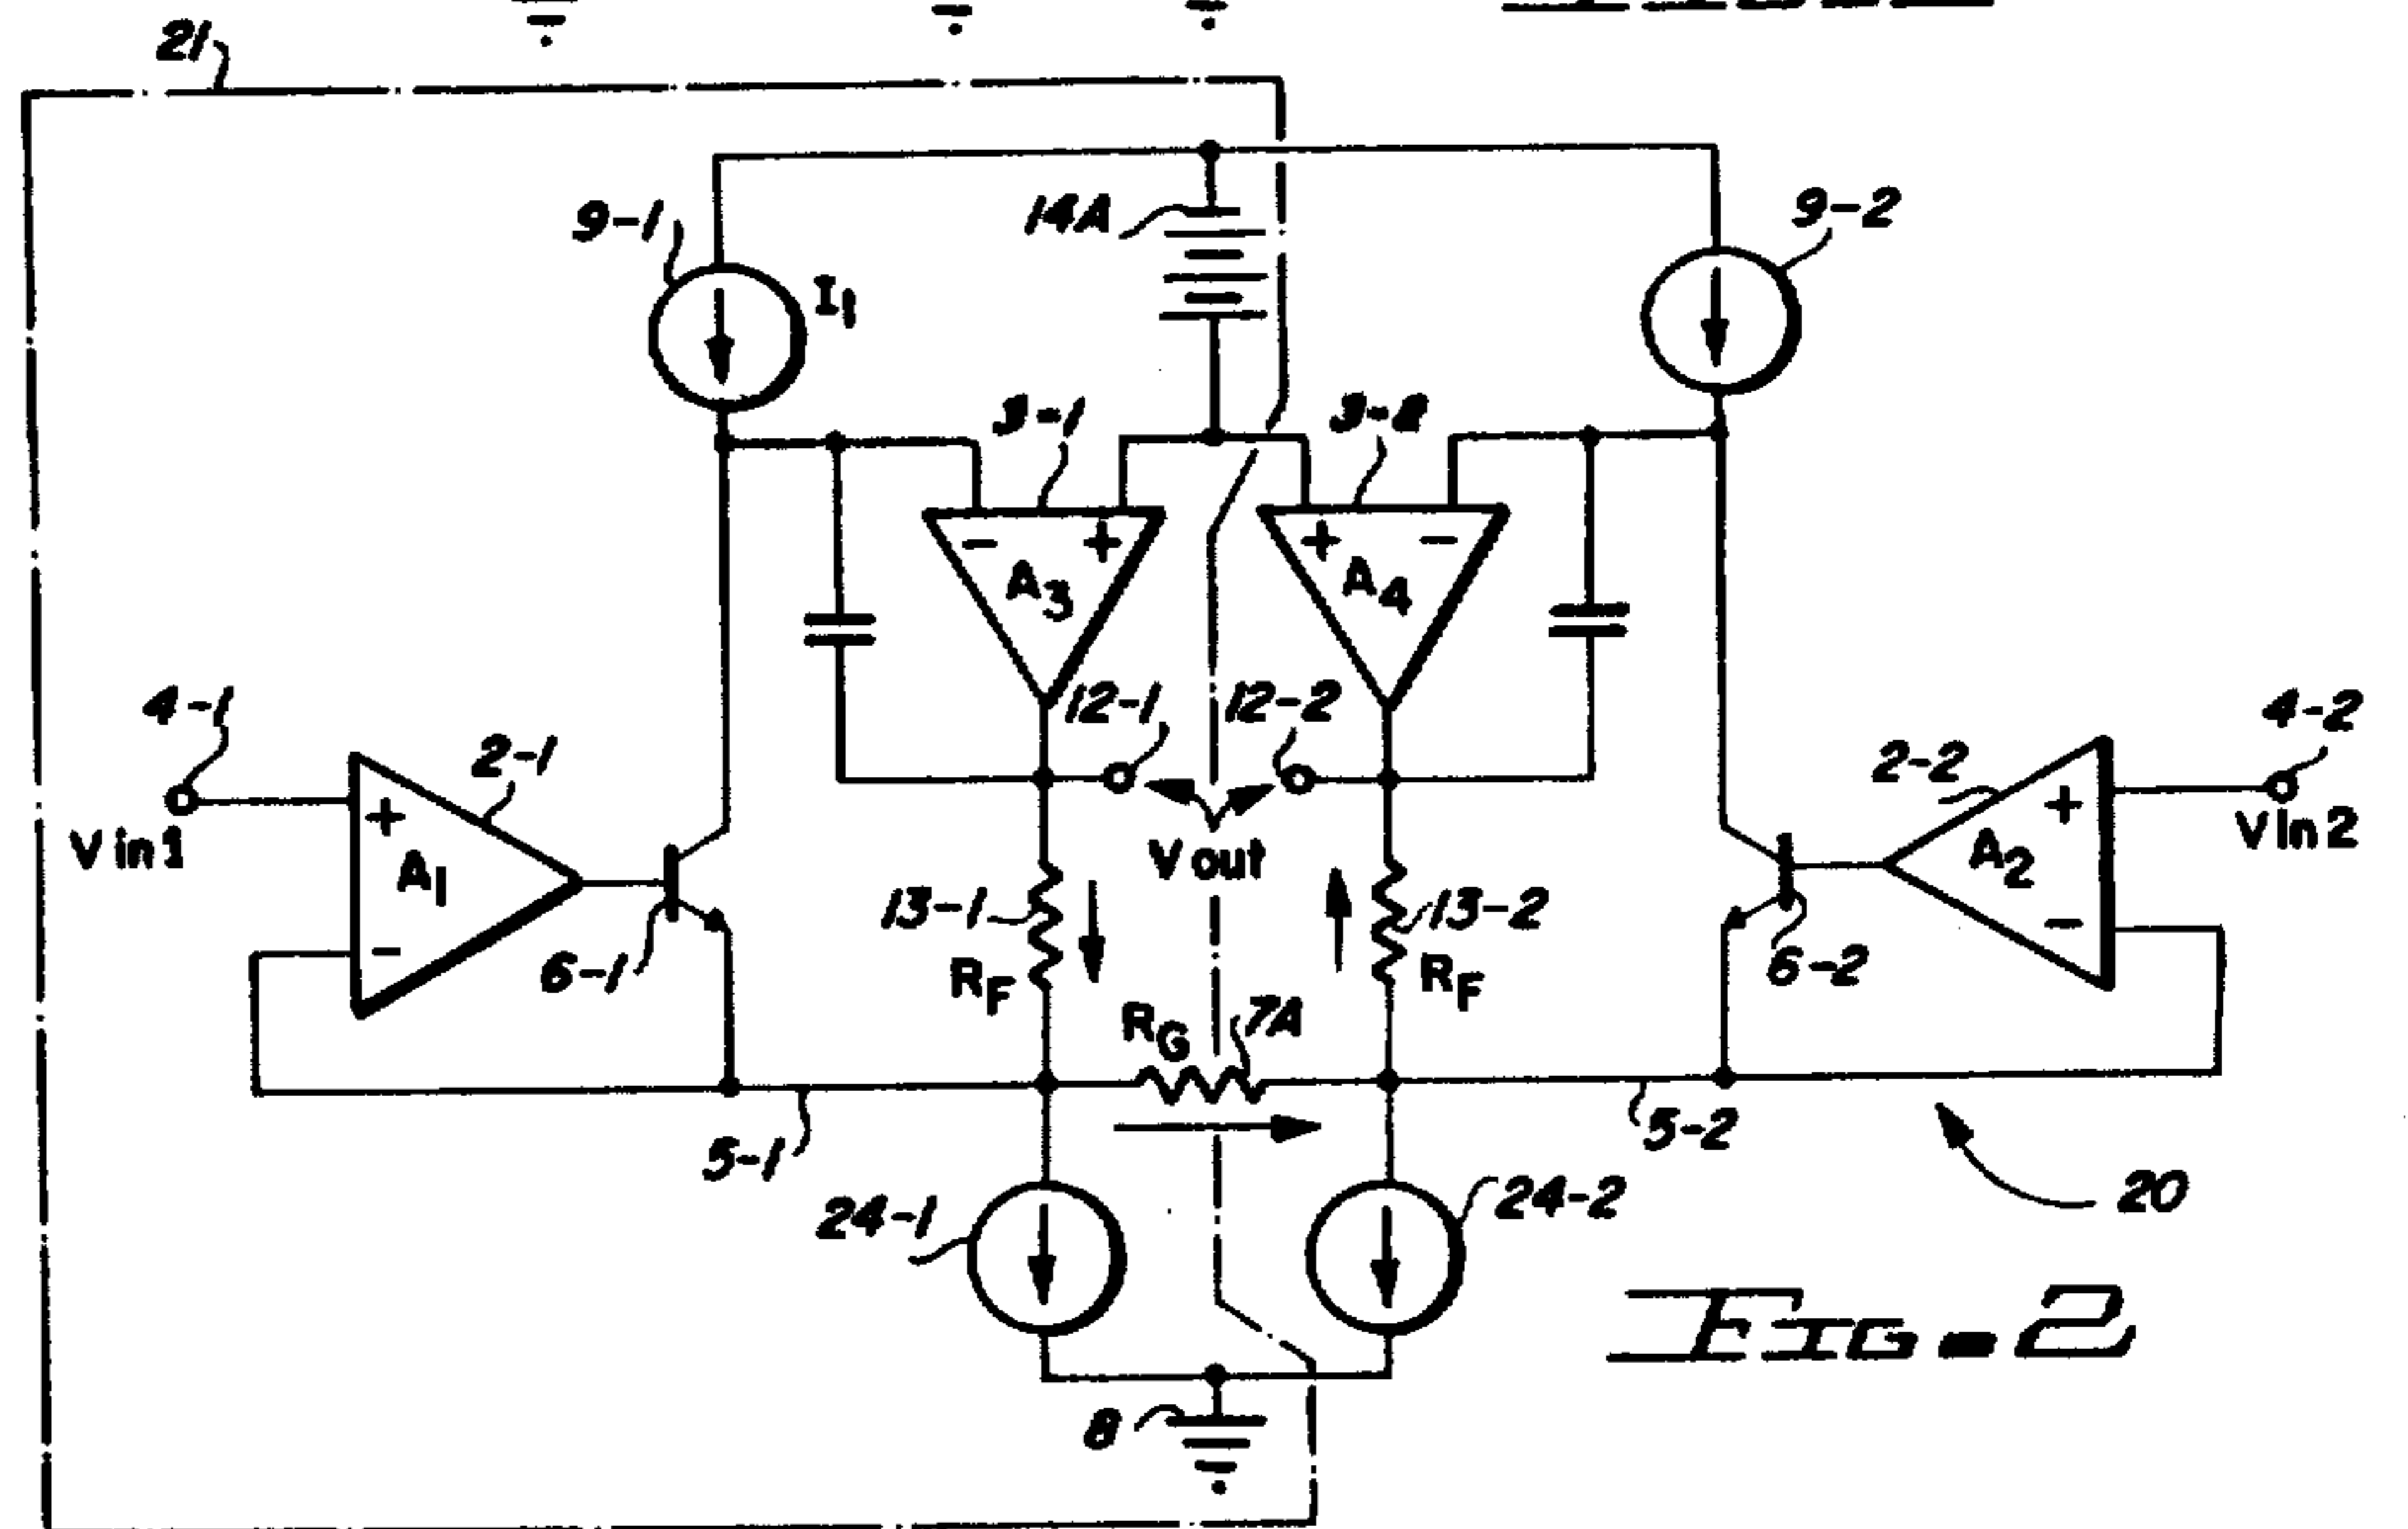 21
9-1
I1
14A
9-2
3-1
3-2
- +
A3
+ -
A4
4-1
2-1
12-1
12-2
2-2
4-2
Vin1
+
A1
-
Vout
+
A2
-
Vin2
13-1
13-2
6-1
RF
RF
6-2
RG
7A
5-1
5-2
24-1
24-2
20
8
FIG-2